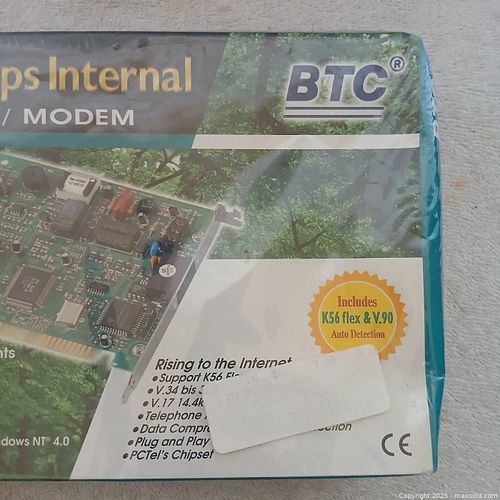 ps Internal
BTC®
/ MODEM
Includes
K56 flex & V.90
Auto Detection
nts
Rising to the Internet
•Support K56 Fle
•V.34 bis
•V.17 14.4k
•Telephone
•Data Compr ection
•Plug and Play
•PCTel's Chipset
dows NT® 4.0
CE
Copyright © 2025 - maxsold.com